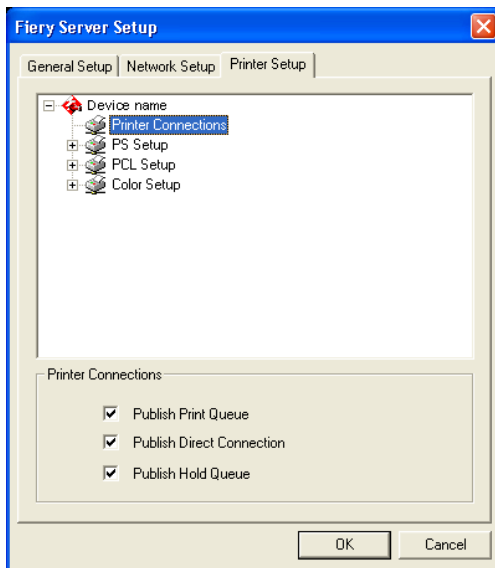 Fiery Server Setup
General Setup Network Setup Printer Setup
Device name
Printer Connections
PS Setup
PCL Setup
Color Setup
Printer Connections
Publish Print Queue
Publish Direct Connection
Publish Hold Queue
OK Cancel